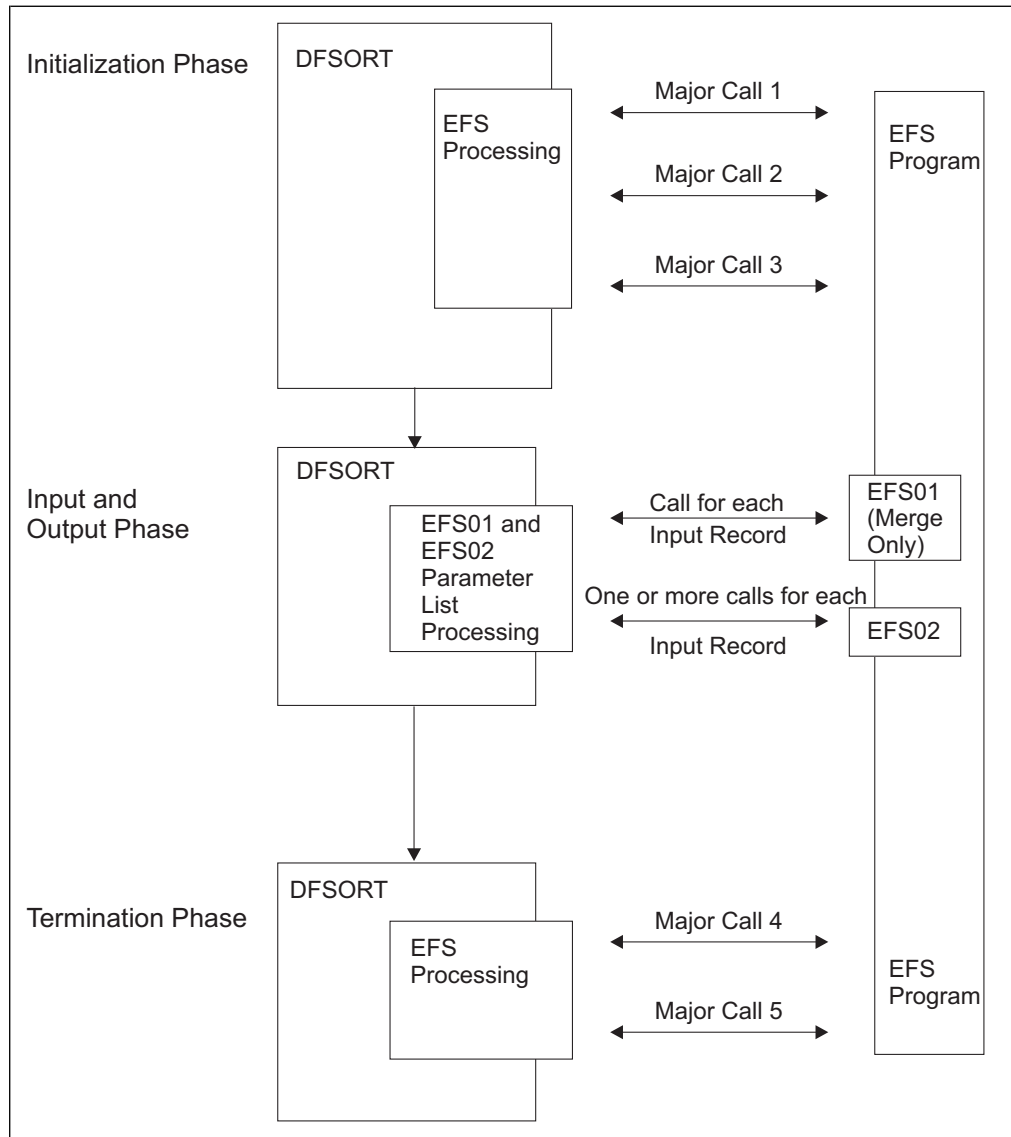 Initialization Phase
DFSORT
EFS
Processing
Major Call 1
Major Call 2
Major Call 3
EFS
Program
Input and
Output Phase
DFSORT
EFS01 and
EFS02
Parameter
List
Processing
Call for each
Input Record
One or more calls for each
Input Record
EFS01
(Merge
Only)
EFS02
Termination Phase
DFSORT
EFS
Processing
Major Call 4
Major Call 5
EFS
Program